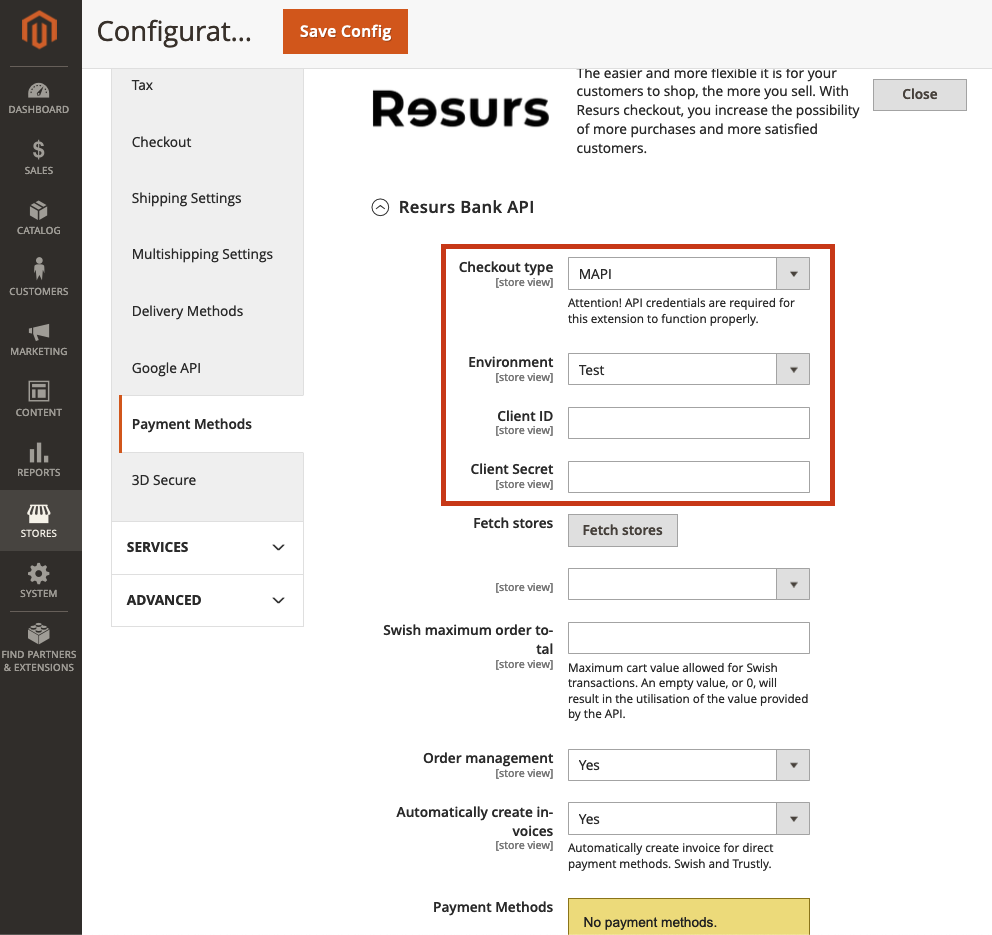 Configurat...
Save Config
DASHBOARD
SALES
CATALOG
CUSTOMERS
MARKETING
CONTENT
REPORTS
STORES
SYSTEM
FIND PARTNERS
& EXTENSIONS
Tax
Checkout
Shipping Settings
Multishipping Settings
Delivery Methods
Google API
Payment Methods
3D Secure
SERVICES
ADVANCED
Resurs
The easier and more flexible it is for your
customers to shop, the more you sell. With
Resurs checkout, you increase the possibility
of more purchases and more satisfied
customers.
Close
Resurs Bank API
Checkout type
[store view]
MAPI
Attention! API credentials are required for
this extension to function properly.
Environment
[store view]
Test
Client ID
[store view]
Client Secret
[store view]
Fetch stores
Fetch stores
[store view]
Swish maximum order to-
tal
[store view]
Maximum cart value allowed for Swish
transactions. An empty value, or 0, will
result in the utilisation of the value provided
by the API.
Order management
[store view]
Yes
Automatically create in-
voices
[store view]
Yes
Automatically create invoice for direct
payment methods. Swish and Trustly.
Payment Methods
No payment methods.